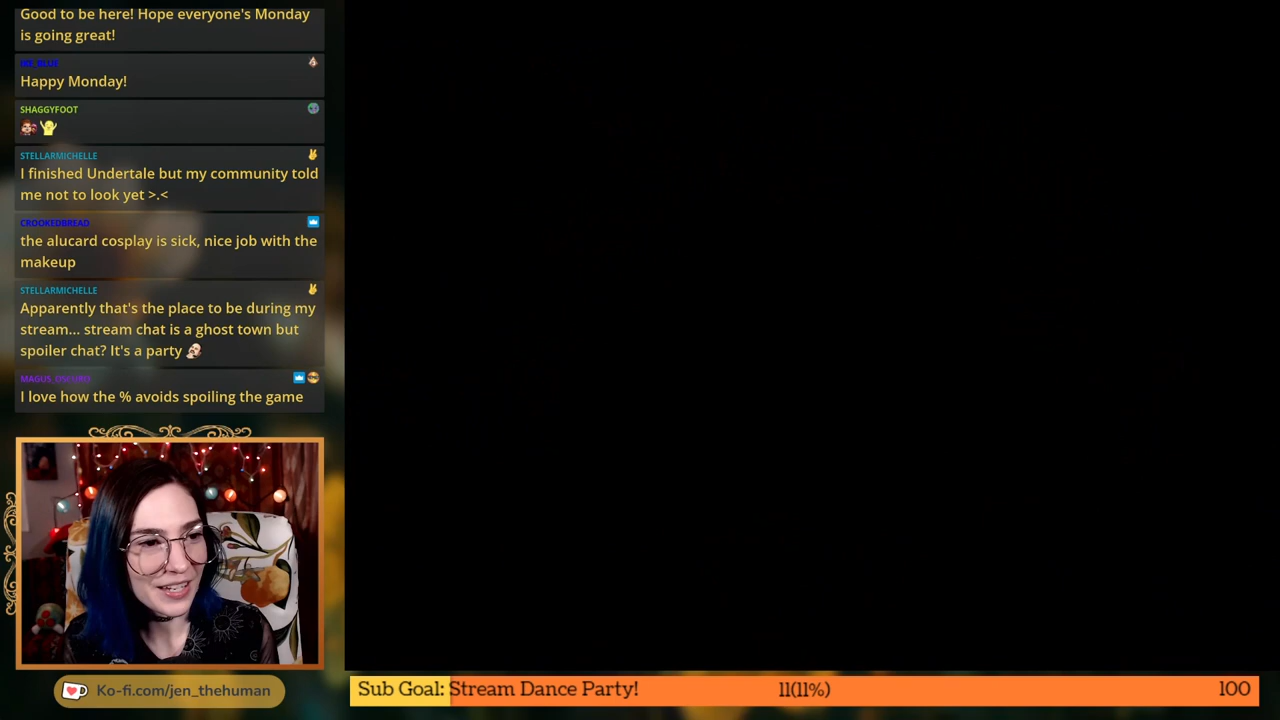 Good to be here! Hope everyone's Monday
is going great!
Happy Monday!
SHAGGYFOOT
STELLARMICHELLE
I finished Undertale but my community told
me not to look yet >.<
CROOKEDBREAD
the alucard cosplay is sick, nice job with the
makeup
STELLARMICHELLE
Apparently that's the place to be during my
stream... stream chat is a ghost town but
spoiler chat? It's a party
MAGUS_OSCURO
I love how the % avoids spoiling the game
Ko-fi.com/jen_thehuman
Sub Goal: Stream Dance Party! 11(11%) 100